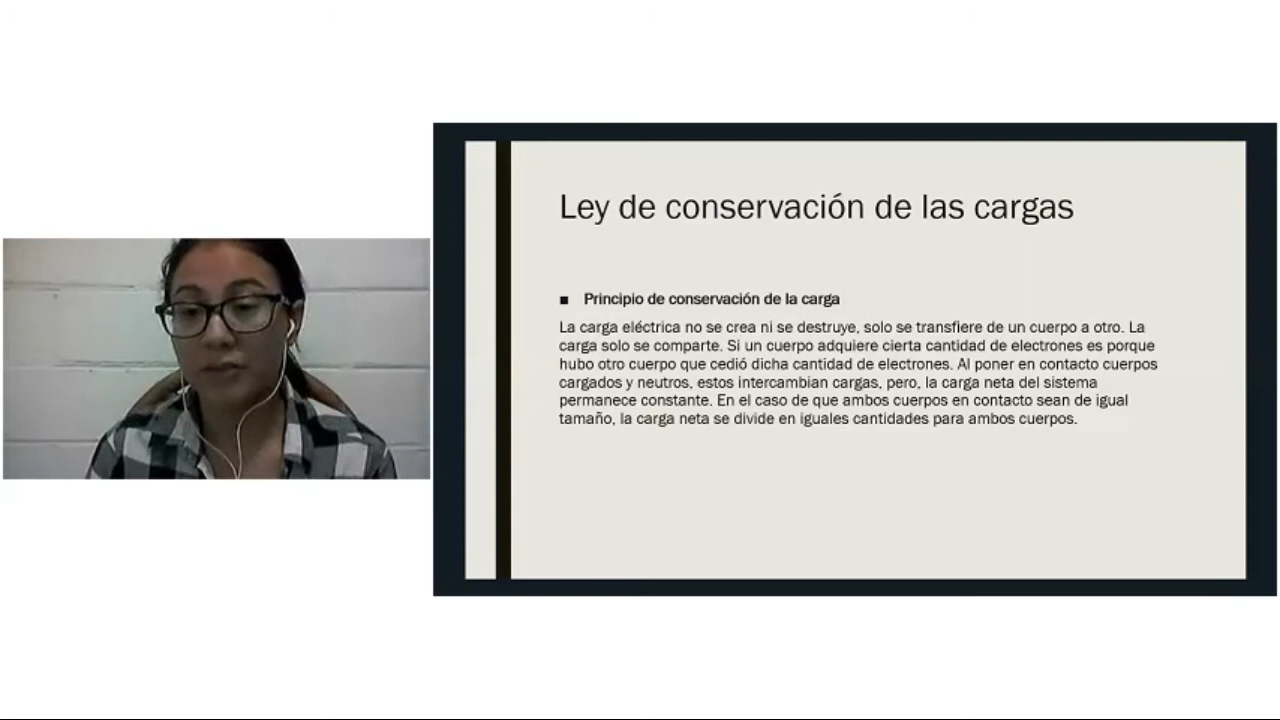 Ley de conservación de las cargas
▪ Principio de conservación de la carga
La carga eléctrica no se crea ni se destruye, solo se transfiere de un cuerpo a otro. La
carga solo se comparte. Si un cuerpo adquiere cierta cantidad de electrones es porque
hubo otro cuerpo que cedió dicha cantidad de electrones. Al poner en contacto cuerpos
cargados y neutros, estos intercambian cargas, pero, la carga neta del sistema
permanece constante. En el caso de que ambos cuerpos en contacto sean de igual
tamaño, la carga neta se divide en iguales cantidades para ambos cuerpos.